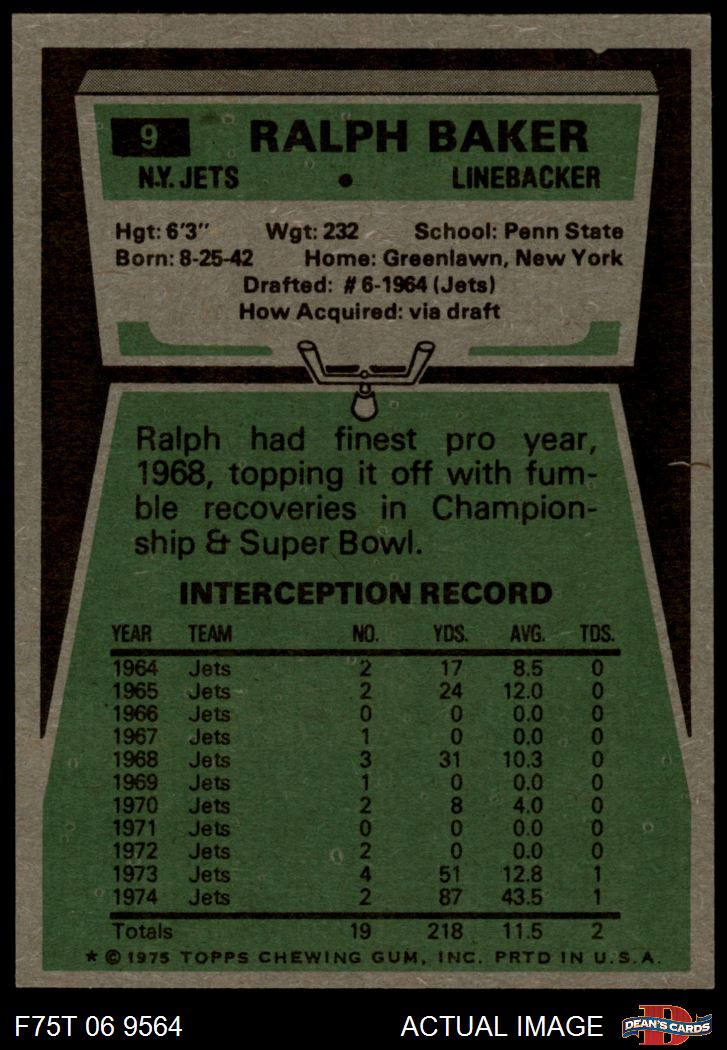 9 RALPH BAKER
N.Y. JETS • LINEBACKER
Hgt: 6'3" Wgt: 232 School: Penn State
Born: 8-25-42 Home: Greenlawn, New York
Drafted: #6-1964 (Jets)
How Acquired: via draft
Ralph had finest pro year,
1968, topping it off with fum-
ble recoveries in Champion-
ship & Super Bowl.
INTERCEPTION RECORD
YEAR TEAM NO. YDS. AVG. TDS.
1964 Jets 2 17 8.5 0
1965 Jets 2 24 12.0 0
1966 Jets 0 0 0.0 0
1967 Jets 1 0 0.0 0
1968 Jets 3 31 10.3 0
1969 Jets 1 0 0.0 0
1970 Jets 2 8 4.0 0
1971 Jets 0 0 0.0 0
1972 Jets 2 0 0.0 0
1973 Jets 4 51 12.8 1
1974 Jets 2 87 43.5 1
Totals 19 218 11.5 2
* © 1975 TOPPS CHEWING GUM, INC. PRTD IN U.S.A.
F75T 06 9564 ACTUAL IMAGE D DEAN'S CARDS